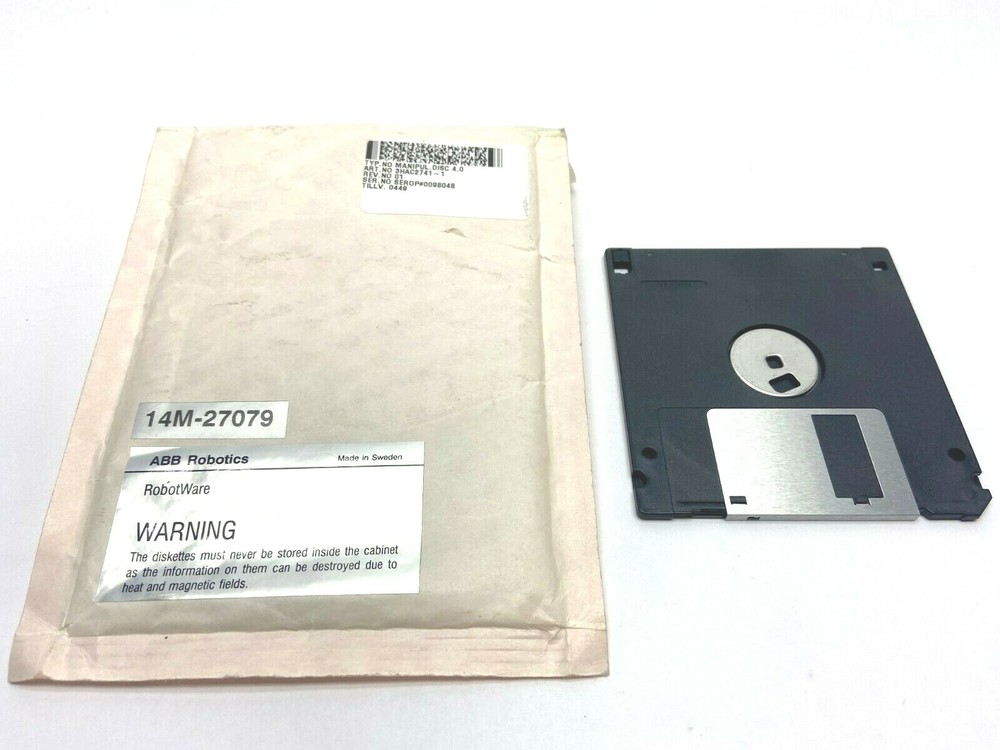 TYP.NO MANIPUL.DISC 4.0
ART.NO 3HAC2741-1
REV.NO 01
SER.NO SEROP#0098048
TILLV. 0449
14M-27079
ABB Robotics Made in Sweden
RobotWare
WARNING
The diskettes must never be stored inside the cabinet
as the information on them can be destroyed due to
heat and magnetic fields.